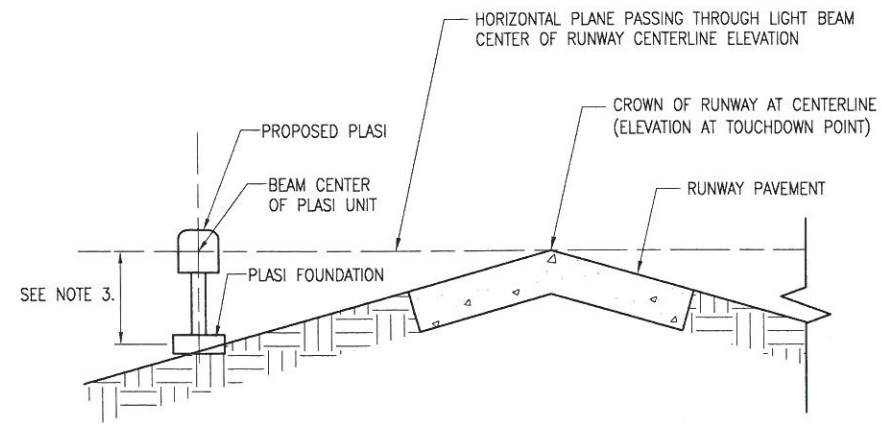 HORIZONTAL PLANE PASSING THROUGH LIGHT BEAM
CENTER OF RUNWAY CENTERLINE ELEVATION
CROWN OF RUNWAY AT CENTERLINE
(ELEVATION AT TOUCHDOWN POINT)
PROPOSED PLASI
BEAM CENTER
OF PLASI UNIT
RUNWAY PAVEMENT
PLASI FOUNDATION
SEE NOTE 3.